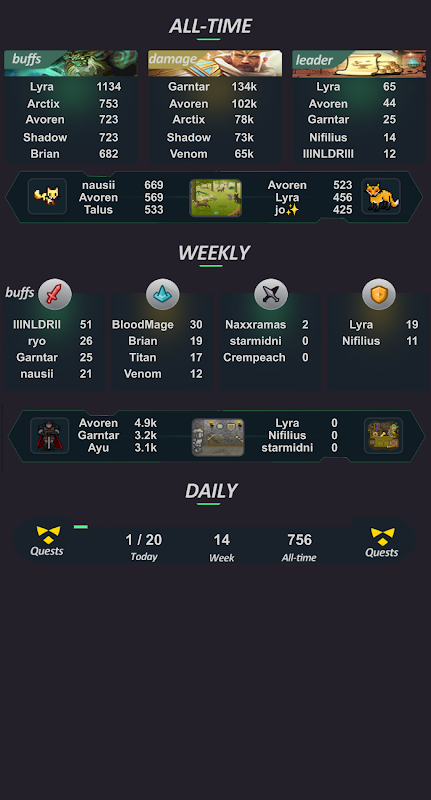 ALL-TIME
buffs
Lyra 1134
Arctix 753
Avoren 723
Shadow 723
Brian 682
damage
Garntar 134k
Avoren 102k
Arctix 78k
Shadow 73k
Venom 65k
leader
Lyra 65
Avoren 44
Garntar 25
Nifilius 14
IIINLDRIII 12
nausii 669
Avoren 569
Talus 533
Avoren 523
Lyra 456
jo✨ 425
WEEKLY
buffs
IIINLDRII 51
ryo 26
Garntar 25
nausii 21
BloodMage 30
Brian 19
Titan 17
Venom 12
Naxxramas 2
starmidni 0
Crempeach 0
Lyra 19
Nifilius 11
Avoren 4.9k
Garntar 3.2k
Ayu 3.1k
Lyra 0
Nifilius 0
starmidni 0
DAILY
Quests
1 / 20
Today
14
Week
756
All-time
Quests